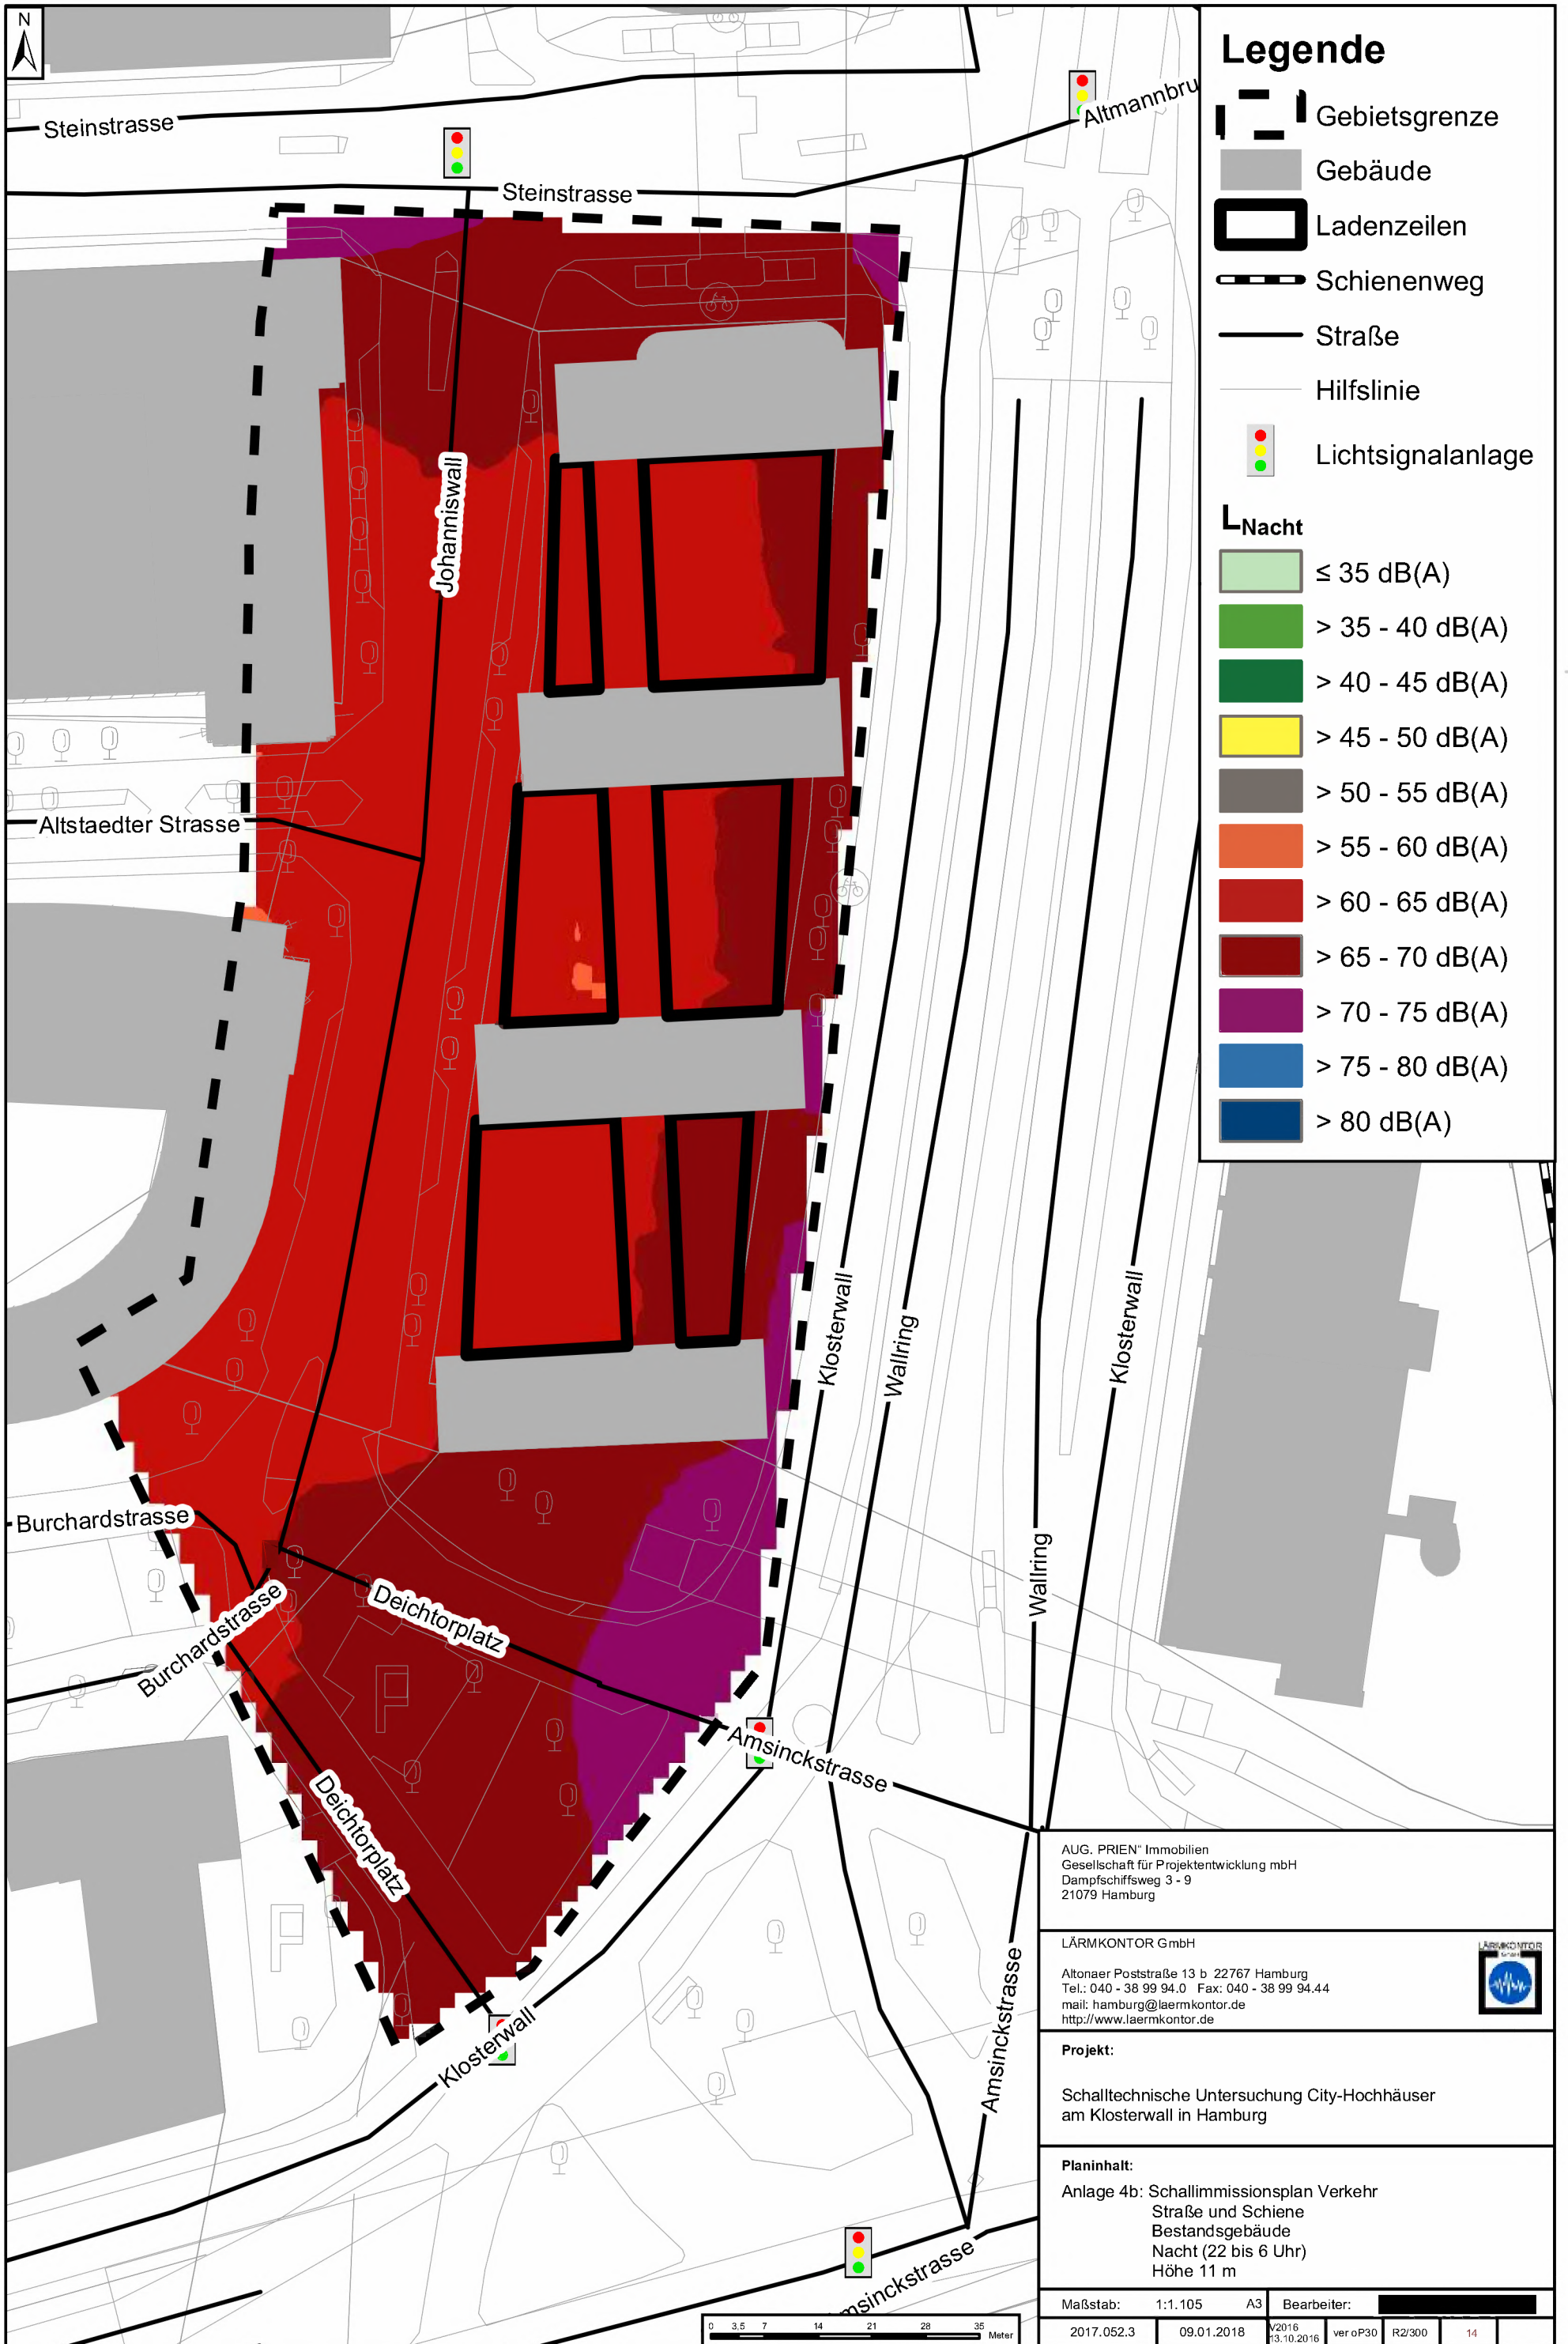 N
Steinstrasse
Steinstrasse
Altmannbru
Johanniswall
Altstaedter Strasse
Klosterwall
Wallring
Klosterwall
Wallring
Burchardstrasse
Burchardstrasse
Deichtorplatz
Deichtorplatz
P
P
Amsinckstrasse
Klosterwall
Amsinckstrasse
msinckstrasse
Legende
Gebietsgrenze
Gebäude
Ladenzeilen
Schienenweg
Straße
Hilfslinie
Lichtsignalanlage
LNacht
≤ 35 dB(A)
> 35 - 40 dB(A)
> 40 - 45 dB(A)
> 45 - 50 dB(A)
> 50 - 55 dB(A)
> 55 - 60 dB(A)
> 60 - 65 dB(A)
> 65 - 70 dB(A)
> 70 - 75 dB(A)
> 75 - 80 dB(A)
> 80 dB(A)
AUG. PRIEN" Immobilien
Gesellschaft für Projektentwicklung mbH
Dampfschiffsweg 3 - 9
21079 Hamburg
LÄRMKONTOR GmbH
LÄRMKONTOR
GmbH
Altonaer Poststraße 13 b 22767 Hamburg
Tel.: 040 - 38 99 94.0 Fax: 040 - 38 99 94.44
mail: hamburg@laermkontor.de
http://www.laermkontor.de
Projekt:
Schalltechnische Untersuchung City-Hochhäuser
am Klosterwall in Hamburg
Planinhalt:
Anlage 4b: Schallimmissionsplan Verkehr
Straße und Schiene
Bestandsgebäude
Nacht (22 bis 6 Uhr)
Höhe 11 m
Maßstab: 1:1.105 A3 Bearbeiter:
2017.052.3 09.01.2018 V2016 13.10.2016 ver oP30 R2/300 14
0 3,5 7 14 21 28 35 Meter